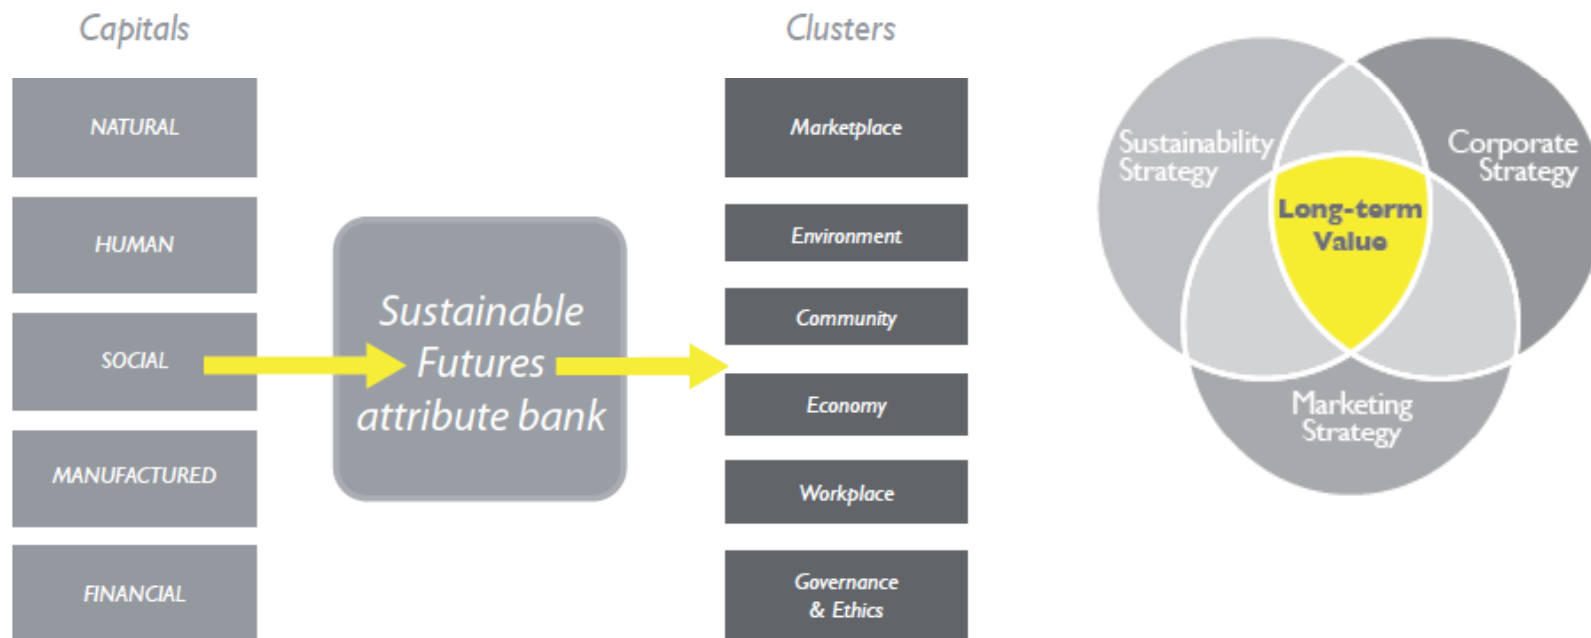 Capitals
NATURAL
HUMAN
SOCIAL
MANUFACTURED
FINANCIAL
Sustainable
Futures
attribute bank
Clusters
Marketplace
Environment
Community
Economy
Workplace
Governance
& Ethics
Sustainability
Strategy
Corporate
Strategy
Long-term
Value
Marketing
Strategy